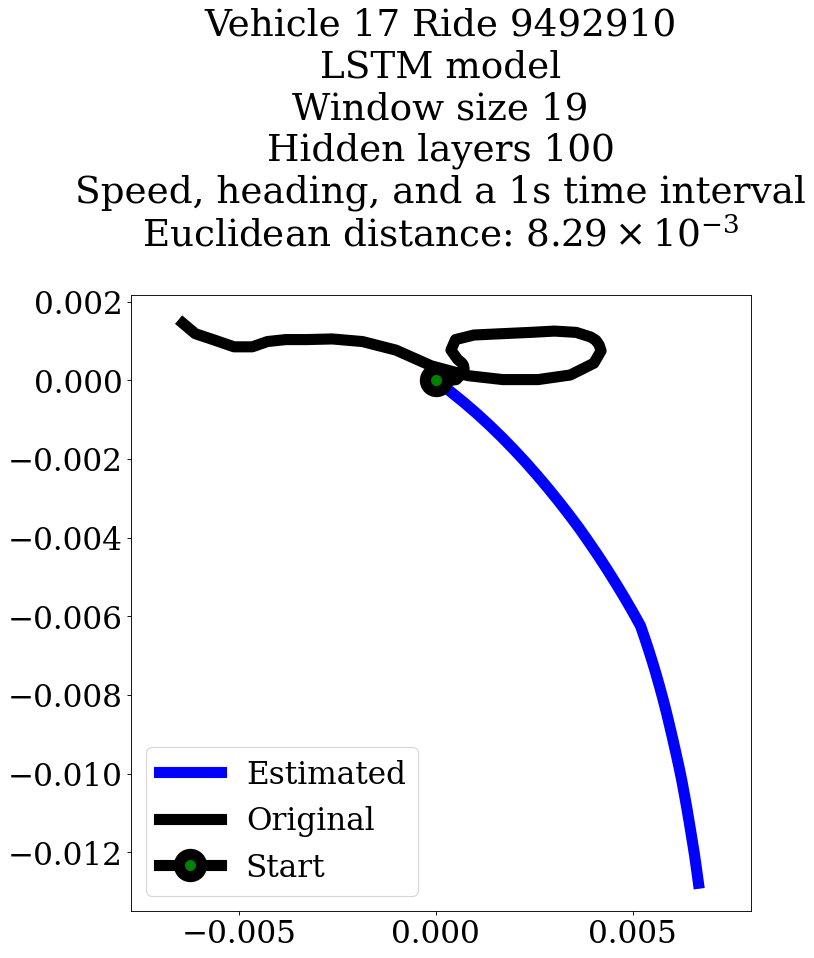 Vehicle 17 Ride 9492910
LSTM model
Window size 19
Hidden layers 100
Speed, heading, and a 1s time interval
Euclidean distance: 8.29 × 10⁻³
0.002
0.000
−0.002
−0.004
−0.006
−0.008
−0.010
−0.012
Estimated
Original
Start
−0.005
0.000
0.005